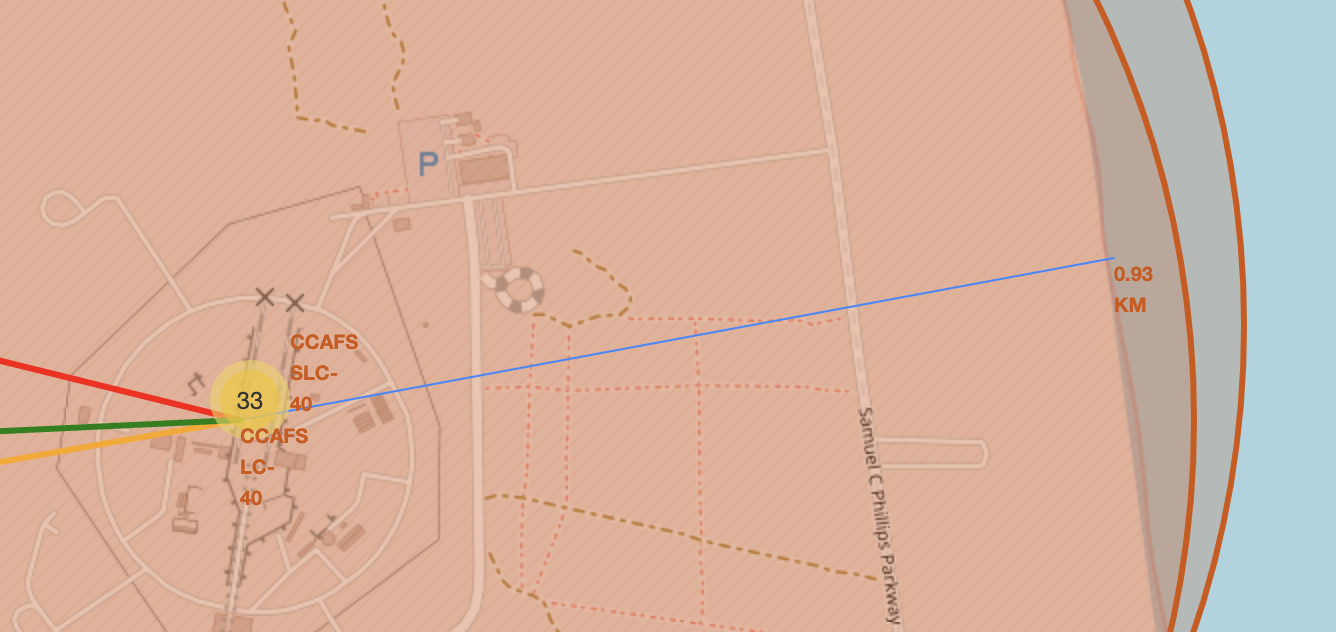 P
0.93
KM
CCAFS
SLC-
40
33
CCAFS
LC-
40
Samuel C Phillips Parkway